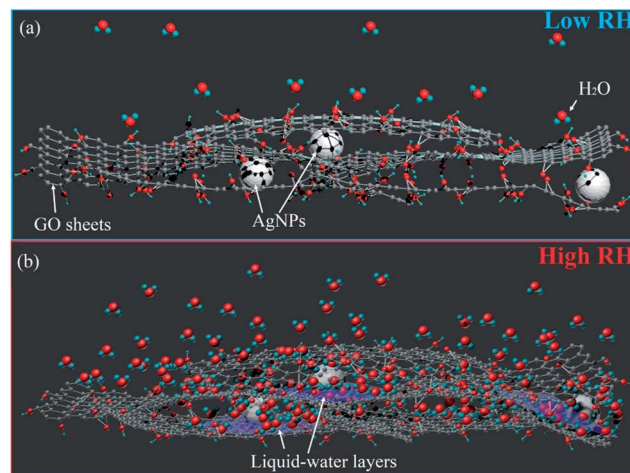 (a)
Low RH
H2O
GO sheets
AgNPs
(b)
High RH
Liquid-water layers